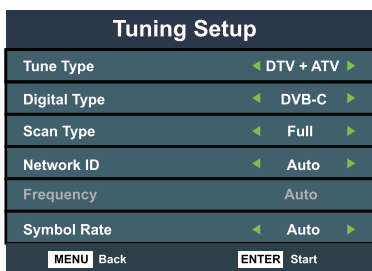 Tuning Setup
Tune Type DTV + ATV
Digital Type DVB-C
Scan Type Full
Network ID Auto
Frequency Auto
Symbol Rate Auto
MENU Back ENTER Start